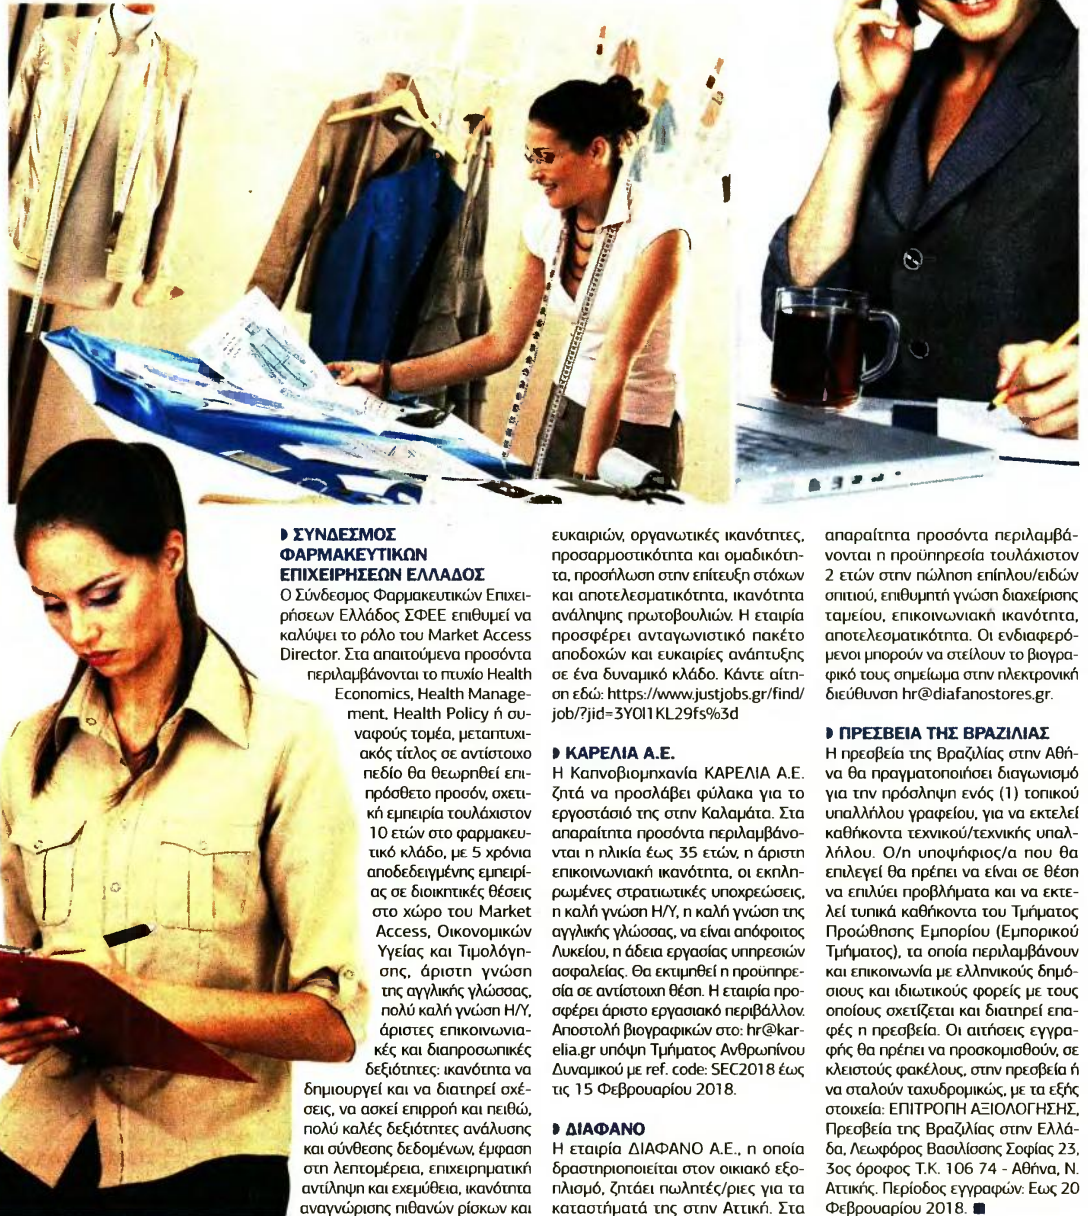 ◗ ΣΥΝΔΕΣΜΟΣ
ΦΑΡΜΑΚΕΥΤΙΚΩΝ
ΕΠΙΧΕΙΡΗΣΕΩΝ ΕΛΛΑΔΟΣ
Ο Σύνδεσμος Φαρμακευτικών Επιχει-
ρήσεων Ελλάδος ΣΦΕΕ επιθυμεί να
καλύψει το ρόλο του Market Access
Director. Στα απαιτούμενα προσόντα
περιλαμβάνονται το πτυχίο Health
Economics, Health Manage-
ment, Health Policy ή συ-
ναφούς τομέα, μεταπτυχι-
ακός τίτλος σε αντίστοιχο
πεδίο θα θεωρηθεί επι-
πρόσθετο προσόν, σχετι-
κή εμπειρία τουλάχιστον
10 ετών στο φαρμακευ-
τικό κλάδο, με 5 χρόνια
αποδεδειγμένης εμπειρί-
ας σε διοικητικές θέσεις
στο χώρο του Market
Access, Οικονομικών
Υγείας και Τιμολόγη-
σης, άριστη γνώση
της αγγλικής γλώσσας,
πολύ καλή γνώση Η/Υ,
άριστες επικοινωνια-
κές και διαπροσωπικές
δεξιότητες: ικανότητα να
δημιουργεί και να διατηρεί σχέ-
σεις, να ασκεί επιρροή και πειθώ,
πολύ καλές δεξιότητες ανάλυσης
και σύνθεσης δεδομένων, έμφαση
στη λεπτομέρεια, επιχειρηματική
αντίληψη και εχεμύθεια, ικανότητα
αναγνώρισης πιθανών ρίσκων και
ευκαιριών, οργανωτικές ικανότητες,
προσαρμοστικότητα και ομαδικότη-
τα, προσήλωση στην επίτευξη στόχων
και αποτελεσματικότητα, ικανότητα
ανάληψης πρωτοβουλιών. Η εταιρία
προσφέρει ανταγωνιστικό πακέτο
αποδοχών και ευκαιρίες ανάπτυξης
σε ένα δυναμικό κλάδο. Κάντε αίτη-
ση εδώ: https://www.justjobs.gr/find/
job/?jid=3Y0l1KL29fs%3d
◗ ΚΑΡΕΛΙΑ Α.Ε.
Η Καπνοβιομηχανία ΚΑΡΕΛΙΑ Α.Ε.
ζητά να προσλάβει φύλακα για το
εργοστάσιό της στην Καλαμάτα. Στα
απαραίτητα προσόντα περιλαμβάνο-
νται η ηλικία έως 35 ετών, η άριστη
επικοινωνιακή ικανότητα, οι εκπλη-
ρωμένες στρατιωτικές υποχρεώσεις,
η καλή γνώση Η/Υ, η καλή γνώση της
αγγλικής γλώσσας, να είναι απόφοιτος
Λυκείου, η άδεια εργασίας υπηρεσιών
ασφαλείας. Θα εκτιμηθεί η προϋπηρε-
σία σε αντίστοιχη θέση. Η εταιρία προ-
σφέρει άριστο εργασιακό περιβάλλον.
Αποστολή βιογραφικών στο: hr@kar-
elia.gr υπόψη Τμήματος Ανθρωπίνου
Δυναμικού με ref. code: SEC2018 έως
τις 15 Φεβρουαρίου 2018.
◗ ΔΙΑΦΑΝΟ
Η εταιρία ΔΙΑΦΑΝΟ Α.Ε., η οποία
δραστηριοποιείται στον οικιακό εξο-
πλισμό, ζητάει πωλητές/ριες για τα
καταστήματά της στην Αττική. Στα
απαραίτητα προσόντα περιλαμβά-
νονται η προϋπηρεσία τουλάχιστον
2 ετών στην πώληση επίπλου/ειδών
σπιτιού, επιθυμητή γνώση διαχείρισης
ταμείου, επικοινωνιακή ικανότητα,
αποτελεσματικότητα. Οι ενδιαφερό-
μενοι μπορούν να στείλουν το βιογρα-
φικό τους σημείωμα στην ηλεκτρονική
διεύθυνση hr@diafanostores.gr.
◗ ΠΡΕΣΒΕΙΑ ΤΗΣ ΒΡΑΖΙΛΙΑΣ
Η πρεσβεία της Βραζιλίας στην Αθή-
να θα πραγματοποιήσει διαγωνισμό
για την πρόσληψη ενός (1) τοπικού
υπαλλήλου γραφείου, για να εκτελεί
καθήκοντα τεχνικού/τεχνικής υπαλ-
λήλου. Ο/η υποψήφιος/α που θα
επιλεγεί θα πρέπει να είναι σε θέση
να επιλύει προβλήματα και να εκτε-
λεί τυπικά καθήκοντα του Τμήματος
Προώθησης Εμπορίου (Εμπορικού
Τμήματος), τα οποία περιλαμβάνουν
και επικοινωνία με ελληνικούς δημό-
σιους και ιδιωτικούς φορείς με τους
οποίους σχετίζεται και διατηρεί επα-
φές η πρεσβεία. Οι αιτήσεις εγγρα-
φής θα πρέπει να προσκομισθούν, σε
κλειστούς φακέλους, στην πρεσβεία ή
να σταλούν ταχυδρομικώς, με τα εξής
στοιχεία: ΕΠΙΤΡΟΠΗ ΑΞΙΟΛΟΓΗΣΗΣ,
Πρεσβεία της Βραζιλίας στην Ελλά-
δα, Λεωφόρος Βασιλίσσης Σοφίας 23,
3ος όροφος Τ.Κ. 106 74 - Αθήνα, Ν.
Αττικής. Περίοδος εγγραφών: Εως 20
Φεβρουαρίου 2018. ■